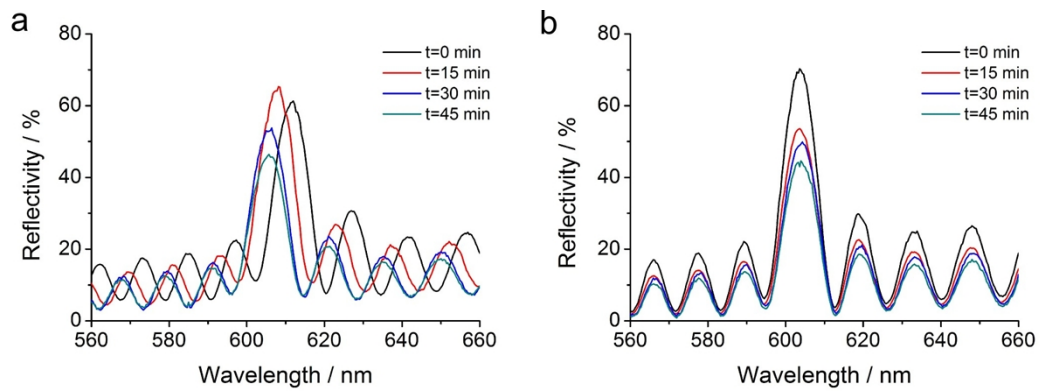 a
80
60
40
20
0
Reflectivity / %
560 580 600 620 640 660
Wavelength / nm
t=0 min
t=15 min
t=30 min
t=45 min
b
80
60
40
20
0
Reflectivity / %
560 580 600 620 640 660
Wavelength / nm
t=0 min
t=15 min
t=30 min
t=45 min